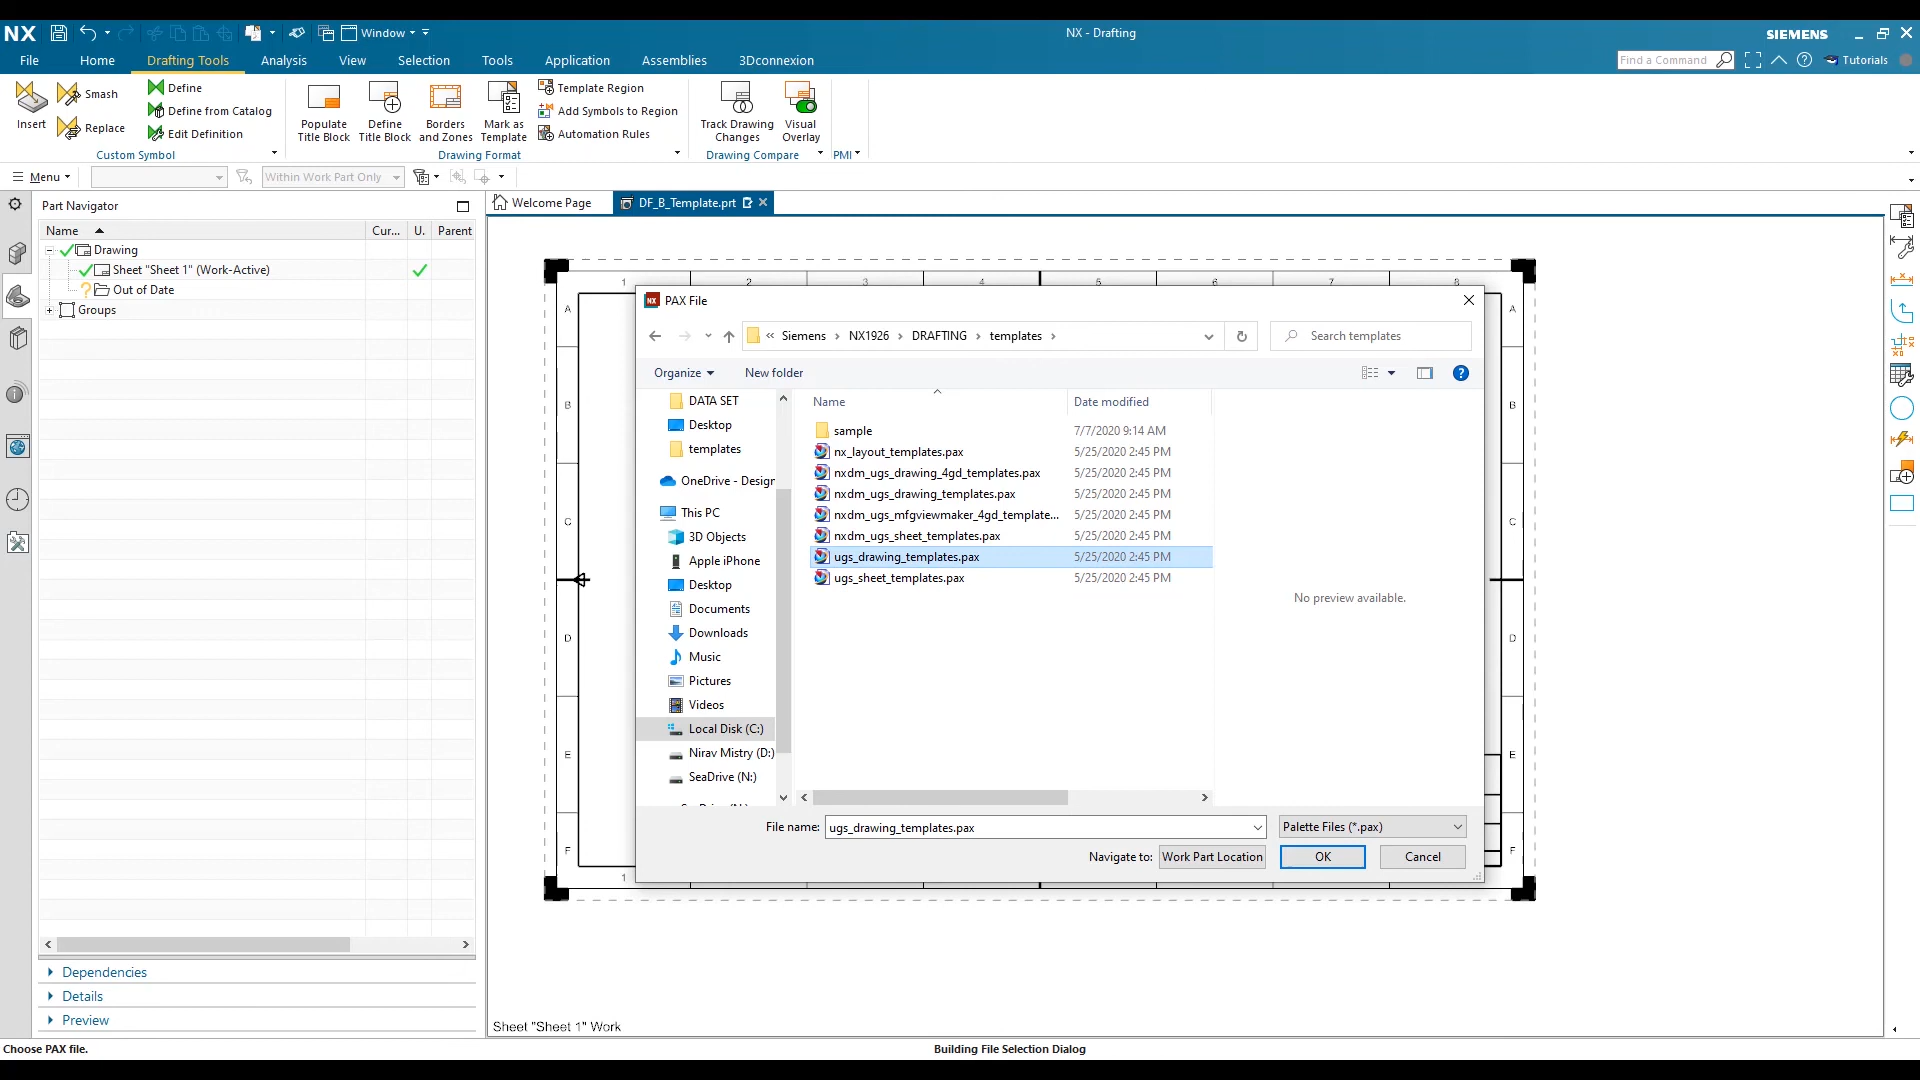 NX
Window
NX - Drafting
SIEMENS
File
Home
Drafting Tools
Analysis
View
Selection
Tools
Application
Assemblies
3Dconnexion
Find a Command
Tutorials
Insert
Smash
Replace
Define
Define from Catalog
Edit Definition
Custom Symbol
Populate
Title Block
Define
Title Block
Borders
and Zones
Mark as
Template
Template Region
Add Symbols to Region
Automation Rules
Drawing Format
Track Drawing
Changes
Visual
Overlay
Drawing Compare
PMI
Menu
Within Work Part Only
Part Navigator
Welcome Page
DF_B_Template.prt
Name
Cur...
U.
Parent
Drawing
Sheet "Sheet 1" (Work-Active)
Out of Date
Groups
1 2 3 4 5 6 7 8
A
B
C
D
E
F
A
B
C
D
E
F
1
NX PAX File
« Siemens › NX1926 › DRAFTING › templates ›
Search templates
Organize
New folder
DATA SET
Desktop
templates
OneDrive - Design
This PC
3D Objects
Apple iPhone
Desktop
Documents
Downloads
Music
Pictures
Videos
Local Disk (C:)
Nirav Mistry (D:)
SeaDrive (N:)
Name Date modified
sample 7/7/2020 9:14 AM
nx_layout_templates.pax 5/25/2020 2:45 PM
nxdm_ugs_drawing_4gd_templates.pax 5/25/2020 2:45 PM
nxdm_ugs_drawing_templates.pax 5/25/2020 2:45 PM
nxdm_ugs_mfgviewmaker_4gd_template... 5/25/2020 2:45 PM
nxdm_ugs_sheet_templates.pax 5/25/2020 2:45 PM
ugs_drawing_templates.pax 5/25/2020 2:45 PM
ugs_sheet_templates.pax 5/25/2020 2:45 PM
No preview available.
File name: ugs_drawing_templates.pax
Palette Files (*.pax)
Navigate to: Work Part Location
OK
Cancel
Dependencies
Details
Preview
Sheet "Sheet 1" Work
Choose PAX file.
Building File Selection Dialog